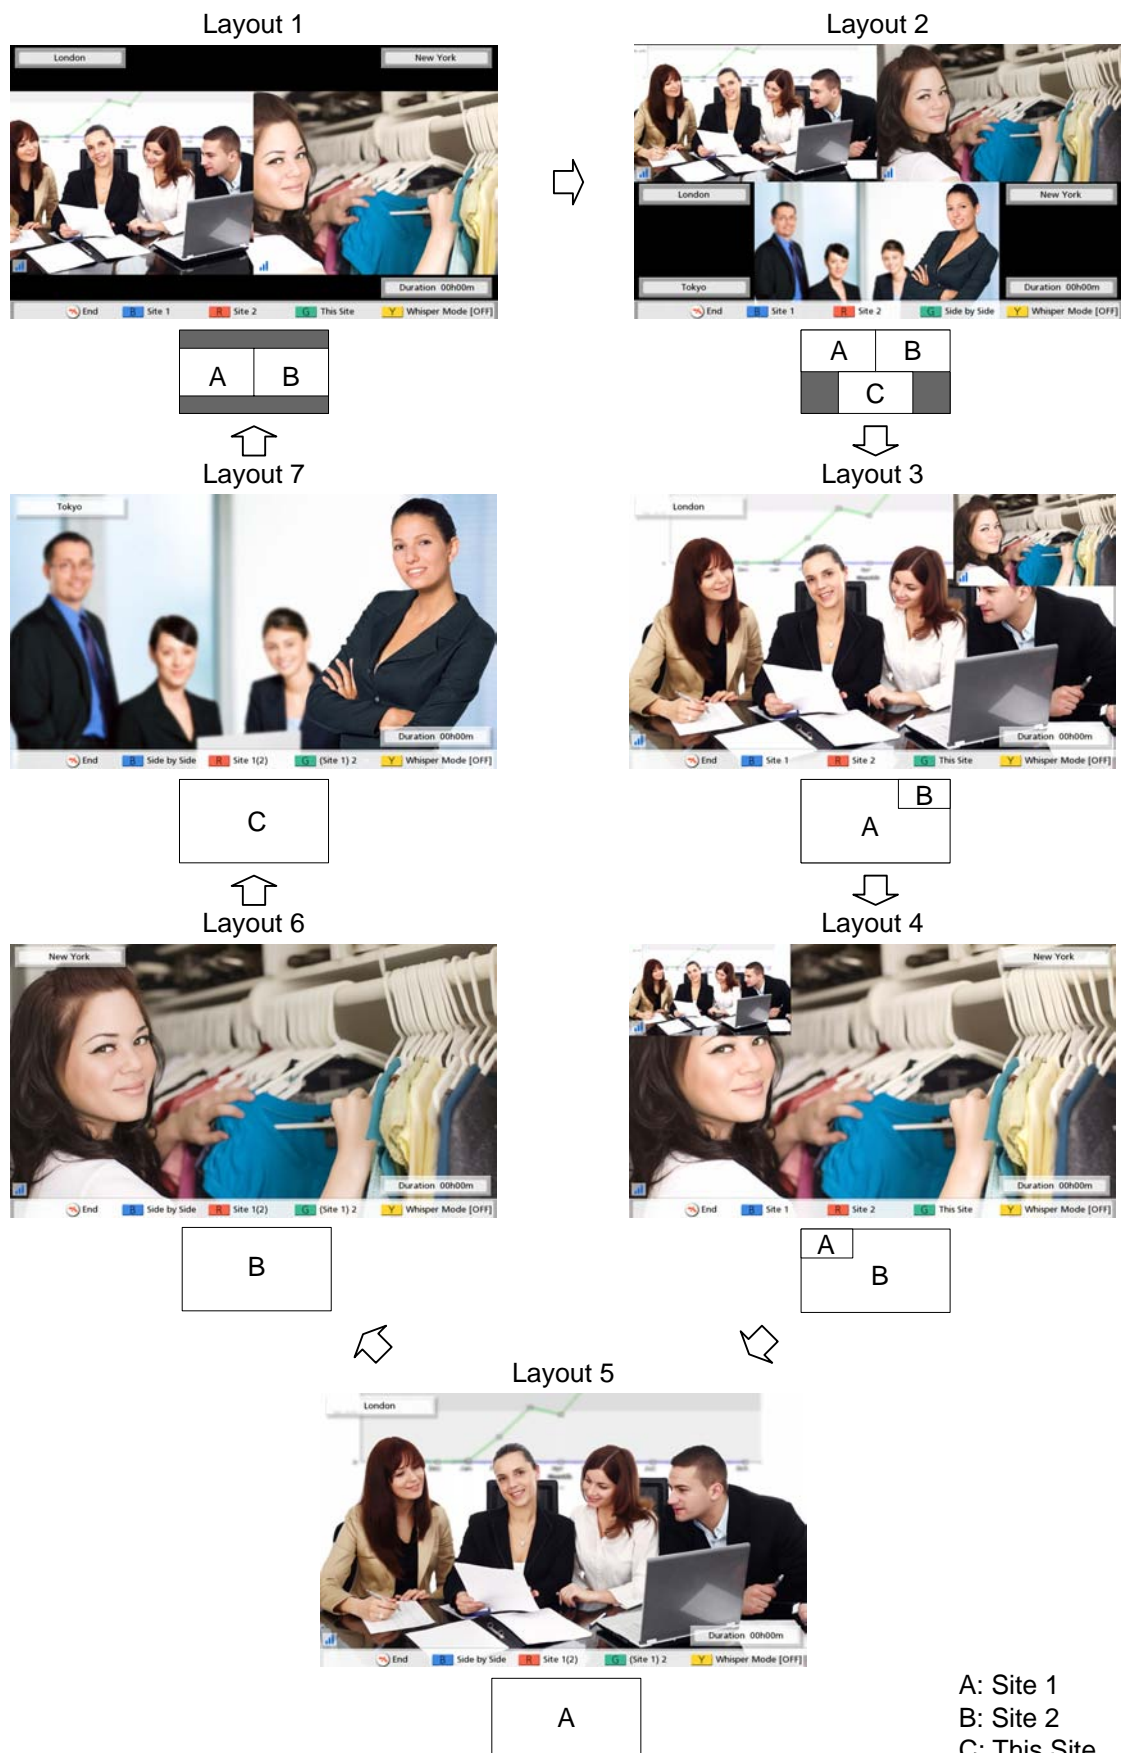 Layout 1
London
New York
Duration 00h00m
End B Site 1 R Site 2 G This Site Y Whisper Mode [OFF]
A B
Layout 2
London
New York
Tokyo
Duration 00h00m
End B Site 1 R Site 2 G Side by Side Y Whisper Mode [OFF]
A B
C
Layout 3
London
Duration 00h00m
End B Site 1 R Site 2 G This Site Y Whisper Mode [OFF]
B
A
Layout 4
New York
Duration 00h00m
End B Site 1 R Site 2 G This Site Y Whisper Mode [OFF]
A
B
Layout 5
London
Duration 00h00m
End B Side by Side R Site 1(2) G (Site 1) 2 Y Whisper Mode [OFF]
A
Layout 6
New York
Duration 00h00m
End B Side by Side R Site 1(2) G (Site 1) 2 Y Whisper Mode [OFF]
B
Layout 7
Tokyo
Duration 00h00m
End B Side by Side R Site 1(2) G (Site 1) 2 Y Whisper Mode [OFF]
C
A: Site 1
B: Site 2
C: This Site